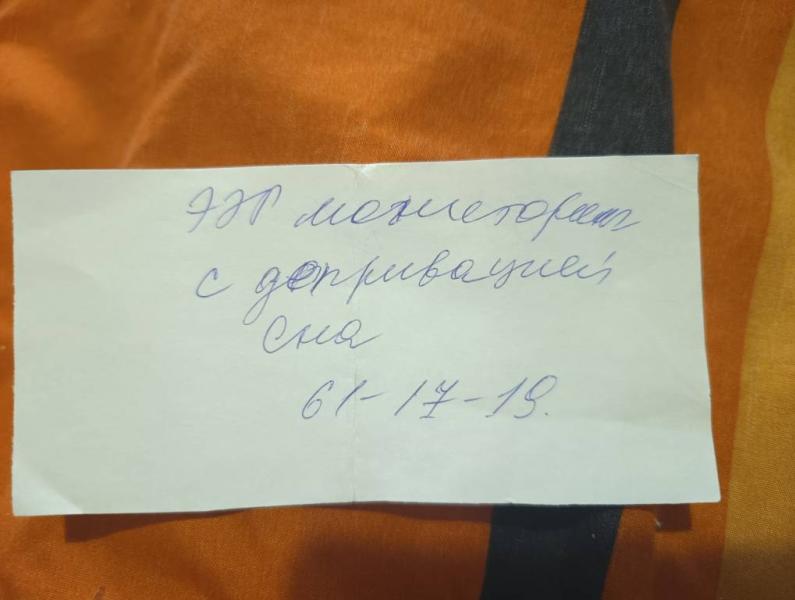 ЭЭГ мониторинг
с депривацией
сна
61-17-19.